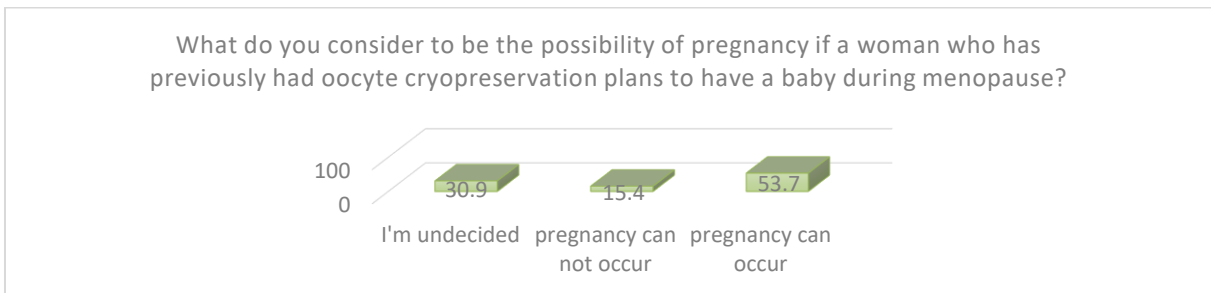 What do you consider to be the possibility of pregnancy if a woman who has
previously had oocyte cryopreservation plans to have a baby during menopause?
100
0
30.9
15.4
53.7
I'm undecided
pregnancy can
not occur
pregnancy can
occur